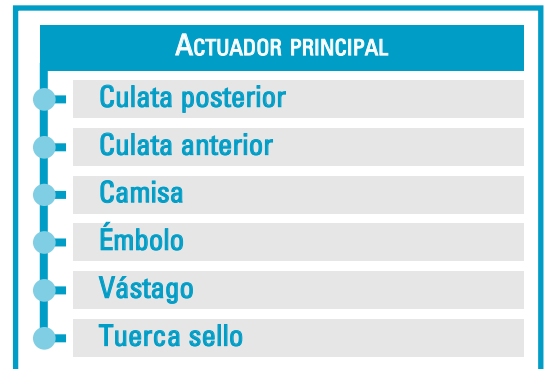 ACTUADOR PRINCIPAL
Culata posterior
Culata anterior
Camisa
Émbolo
Vástago
Tuerca sello